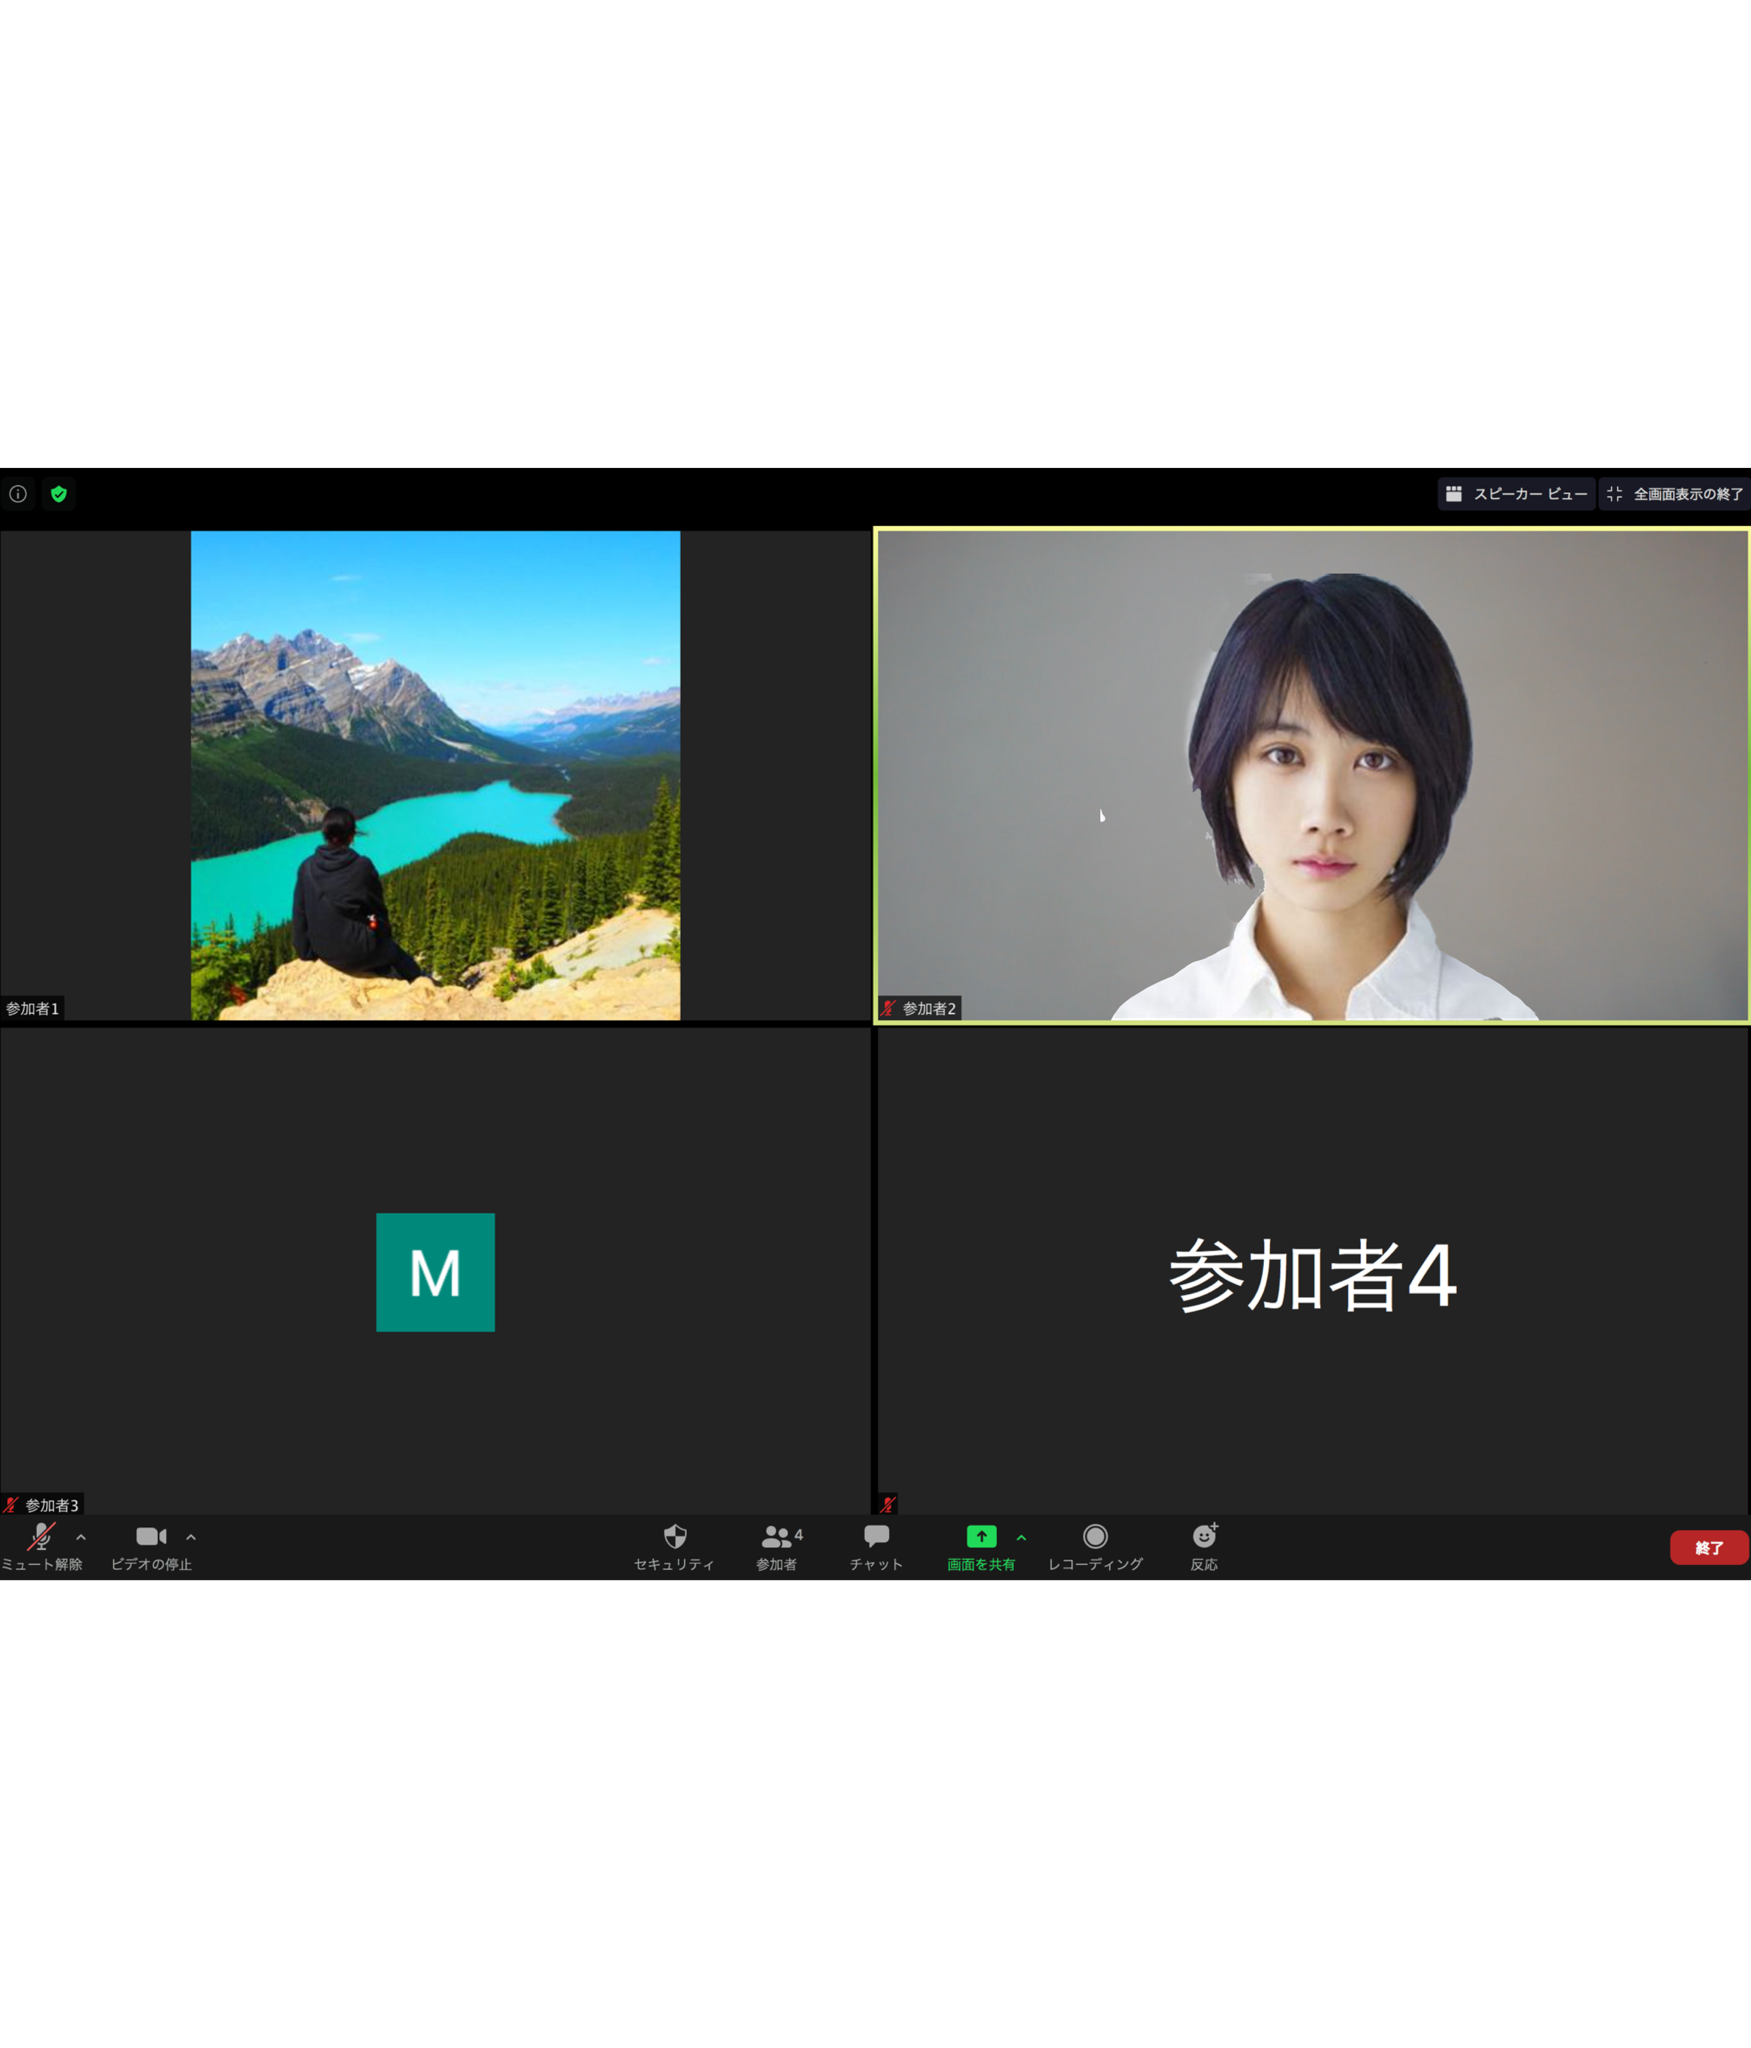 スピーカー ビュー
全画面表示の終了
参加者1
参加者2
M
参加者4
参加者3
ミュート解除
ビデオの停止
セキュリティ
4
参加者
チャット
画面を共有
レコーディング
反応
終了